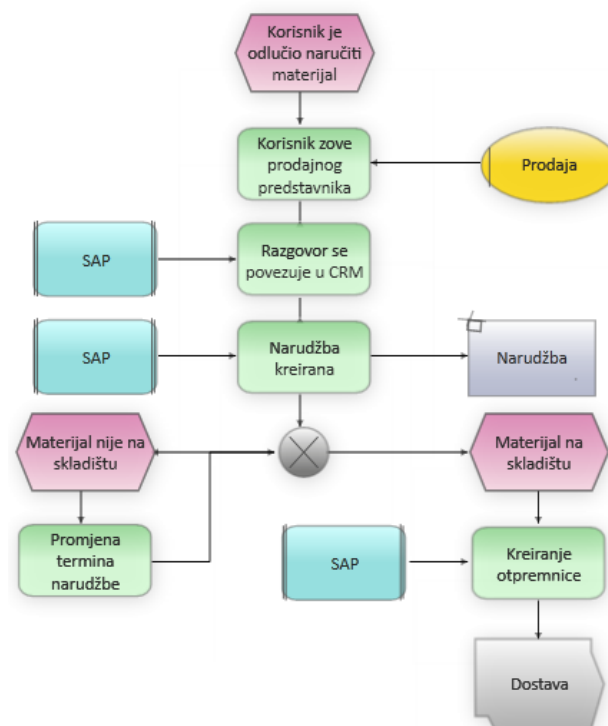 Korisnik je
odlučio naručiti
materijal
Korisnik zove
prodajnog
predstavnika
Prodaja
Razgovor se
povezuje u CRM
SAP
Narudžba
kreirana
SAP
Narudžba
Materijal nije na
skladištu
Materijal na
skladištu
Promjena
termina
narudžbe
SAP
Kreiranje
otpremnice
Dostava